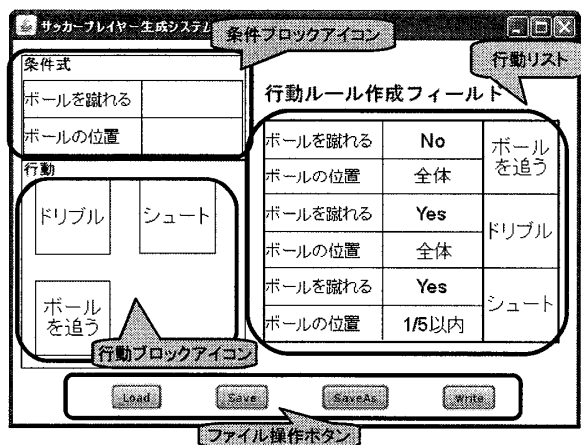 サッカープレイヤー生成システム
条件ブロックアイコン
行動リスト
条件式
ボールを蹴れる
ボールの位置
行動
ドリブル
シュート
ボール
を追う
行動ブロックアイコン
行動ルール作成フィールド
ボールを蹴れる No
ボールの位置 全体
ボール
を追う
ボールを蹴れる Yes
ボールの位置 全体
ドリブル
ボールを蹴れる Yes
ボールの位置 1/5以内
シュート
Load Save SaveAs Write
ファイル操作ボタン